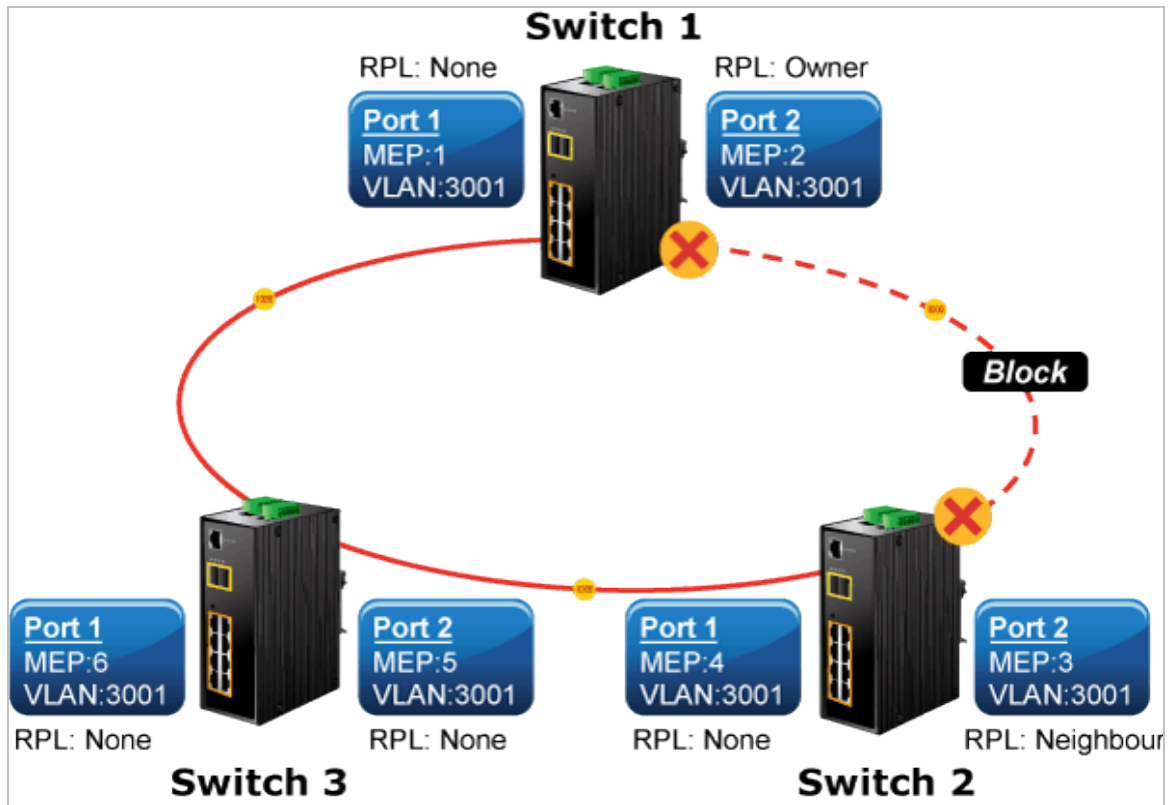 Switch 1
RPL: None
RPL: Owner
Port 1
MEP:1
VLAN:3001
Port 2
MEP:2
VLAN:3001
Block
Port 1
MEP:6
VLAN:3001
Port 2
MEP:5
VLAN:3001
Port 1
MEP:4
VLAN:3001
Port 2
MEP:3
VLAN:3001
RPL: None
RPL: None
RPL: None
RPL: Neighbour
Switch 3
Switch 2